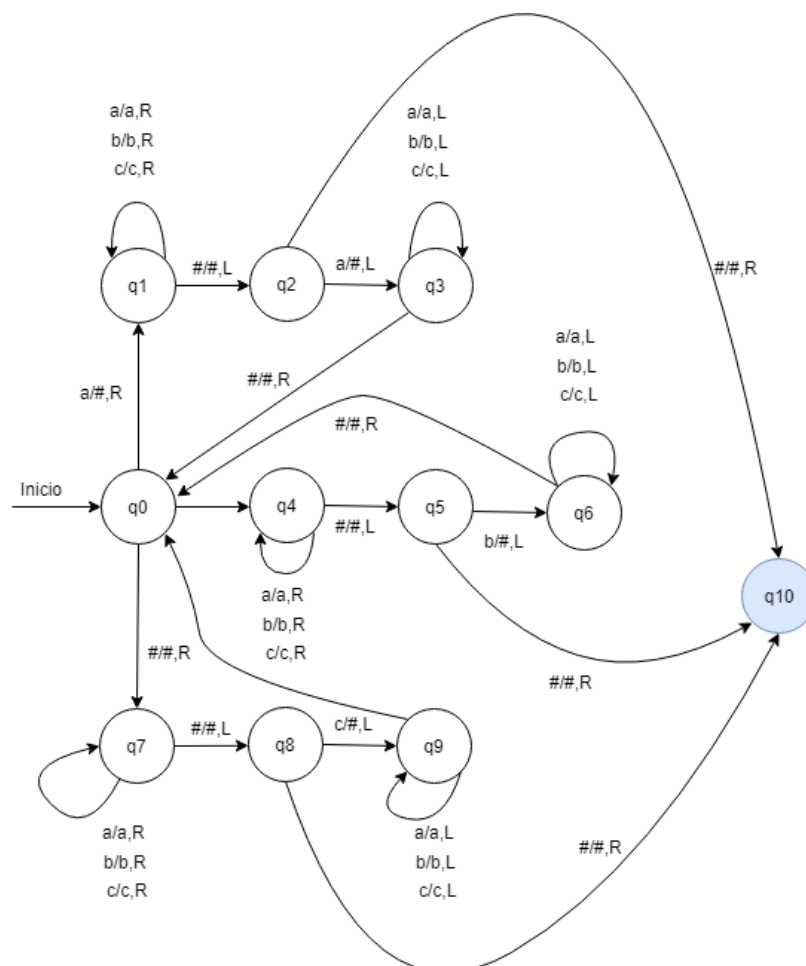 a/a,R
b/b,R
c/c,R
a/a,L
b/b,L
c/c,L
q1
#/#,L
q2
a/#,L
q3
#/#,R
a/#,R
#/#,R
a/a,L
b/b,L
c/c,L
#/#,R
Inicio
q0
q4
#/#,L
q5
b/#,L
q6
a/a,R
b/b,R
c/c,R
q10
#/#,R
#/#,R
q7
#/#,L
q8
c/#,L
q9
a/a,R
b/b,R
c/c,R
a/a,L
b/b,L
c/c,L
#/#,R